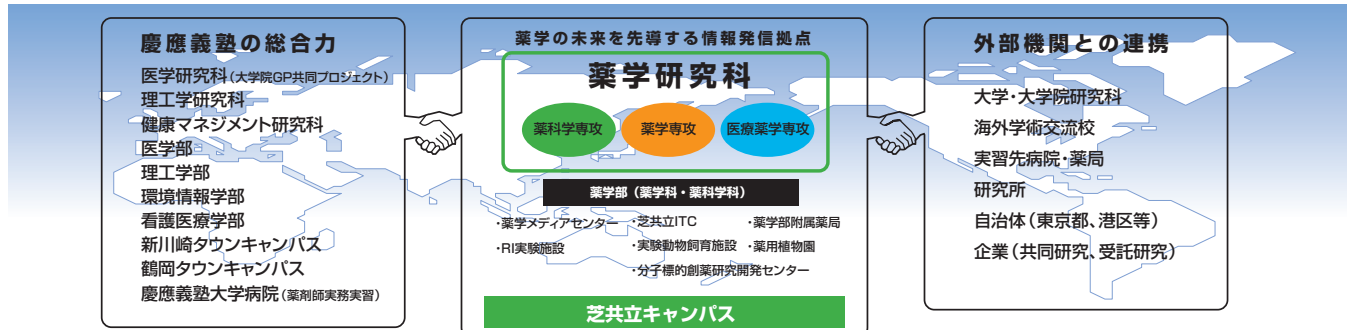 慶應義塾の総合力
医学研究科(大学院GP共同プロジェクト)
理工学研究科
健康マネジメント研究科
医学部
理工学部
環境情報学部
看護医療学部
新川崎タウンキャンパス
鶴岡タウンキャンパス
慶應義塾大学病院(薬剤師実務実習)
薬学の未来を先導する情報発信拠点
薬学研究科
薬科学専攻 薬学専攻 医療薬学専攻
薬学部(薬学科・薬科学科)
・薬学メディアセンター ・芝共立ITC ・薬学部附属薬局
・RI実験施設 ・実験動物飼育施設 ・薬用植物園
・分子標的創薬研究開発センター
芝共立キャンパス
外部機関との連携
大学・大学院研究科
海外学術交流校
実習先病院・薬局
研究所
自治体(東京都、港区等)
企業(共同研究、受託研究)